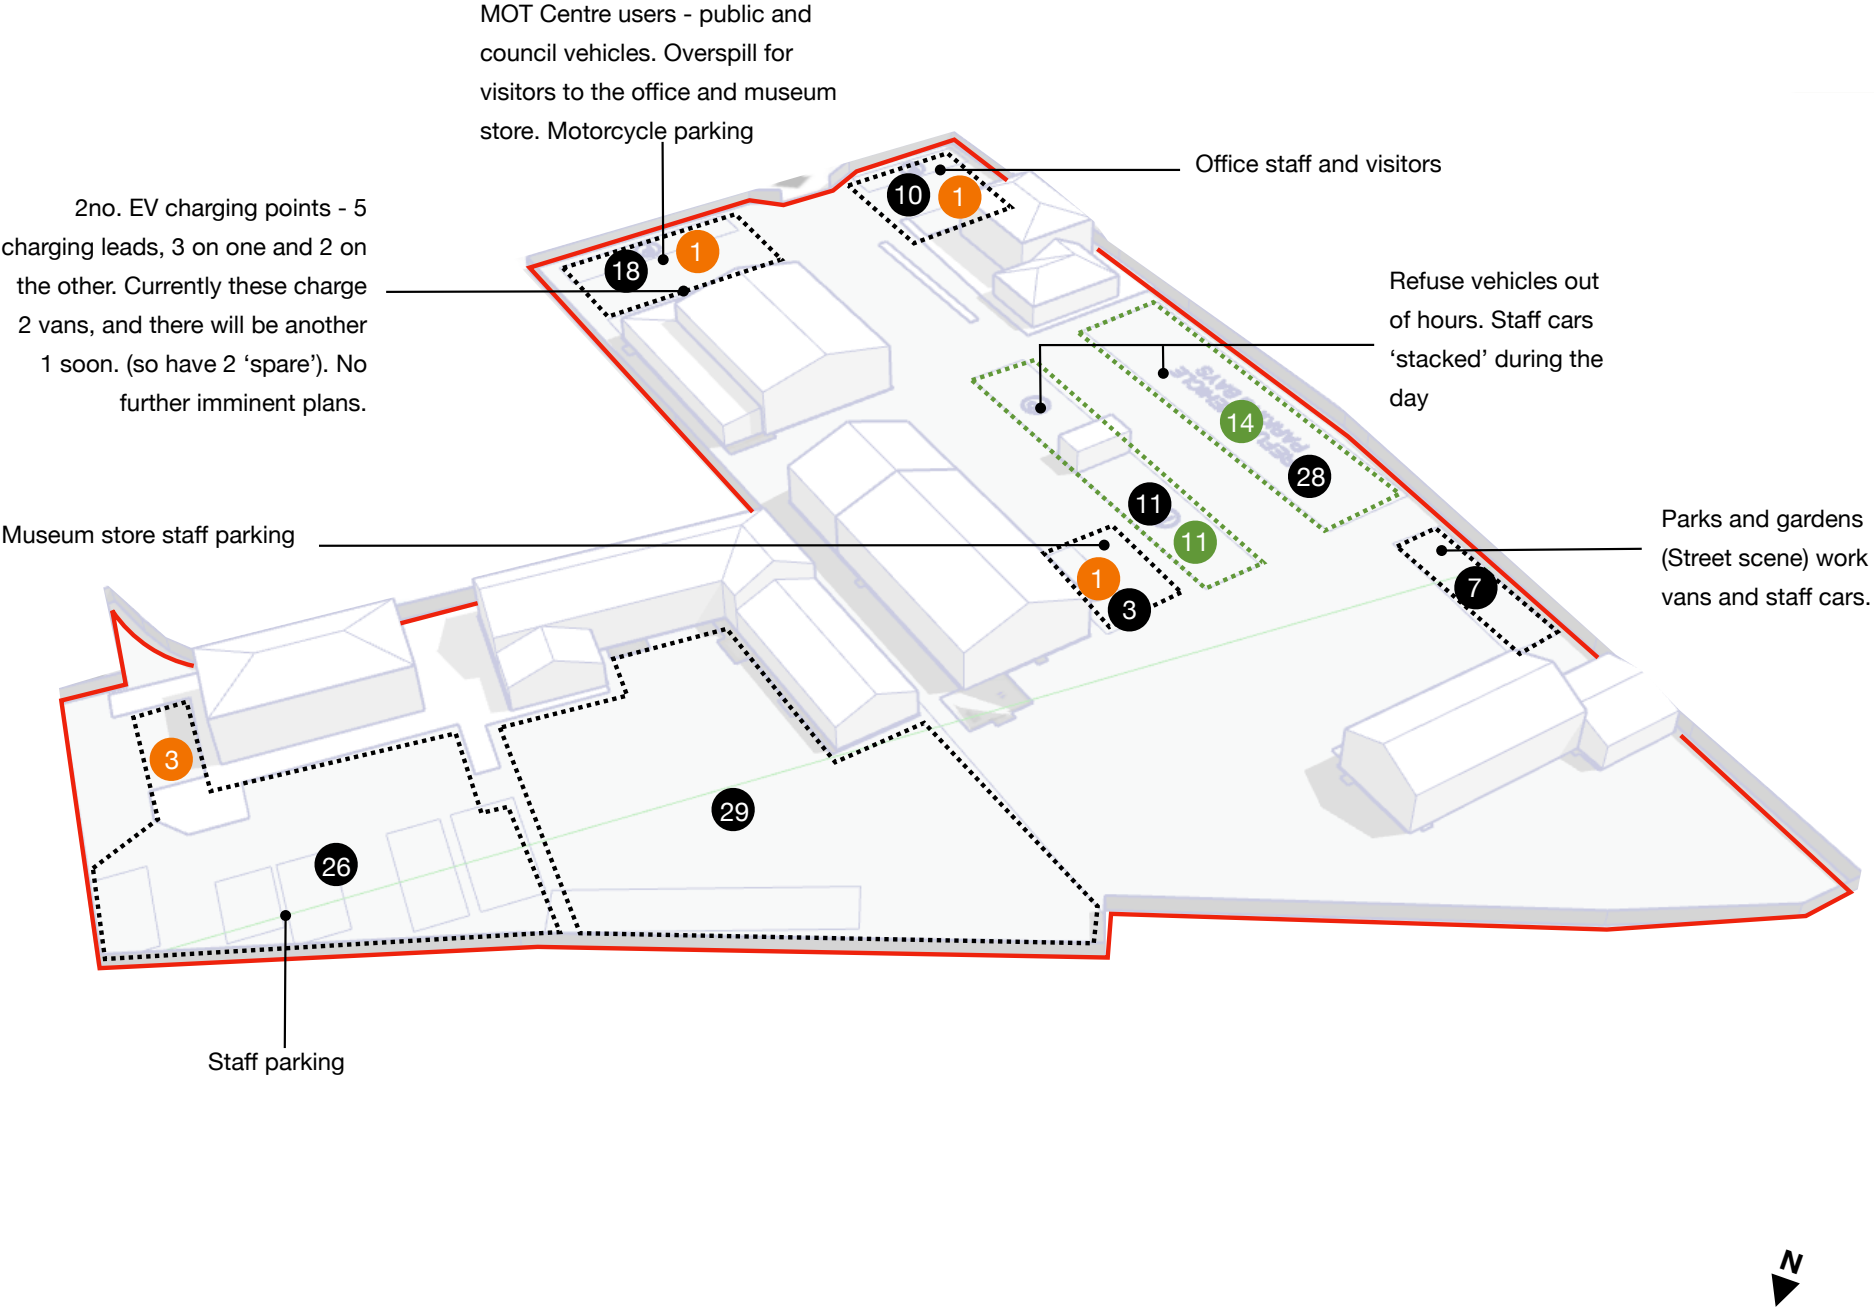 MOT Centre users - public and
council vehicles. Overspill for
visitors to the office and museum
store. Motorcycle parking
Office staff and visitors
10
1
2no. EV charging points - 5
charging leads, 3 on one and 2 on
the other. Currently these charge
2 vans, and there will be another
1 soon. (so have 2 ‘spare’). No
further imminent plans.
18
1
Refuse vehicles out
of hours. Staff cars
‘stacked’ during the
day
14
28
11
11
Museum store staff parking
1
3
Parks and gardens
(Street scene) work
vans and staff cars.
7
3
26
29
Staff parking
N